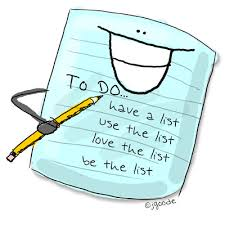 To Do...
have a list
use the list
love the list
be the list
©jgoode